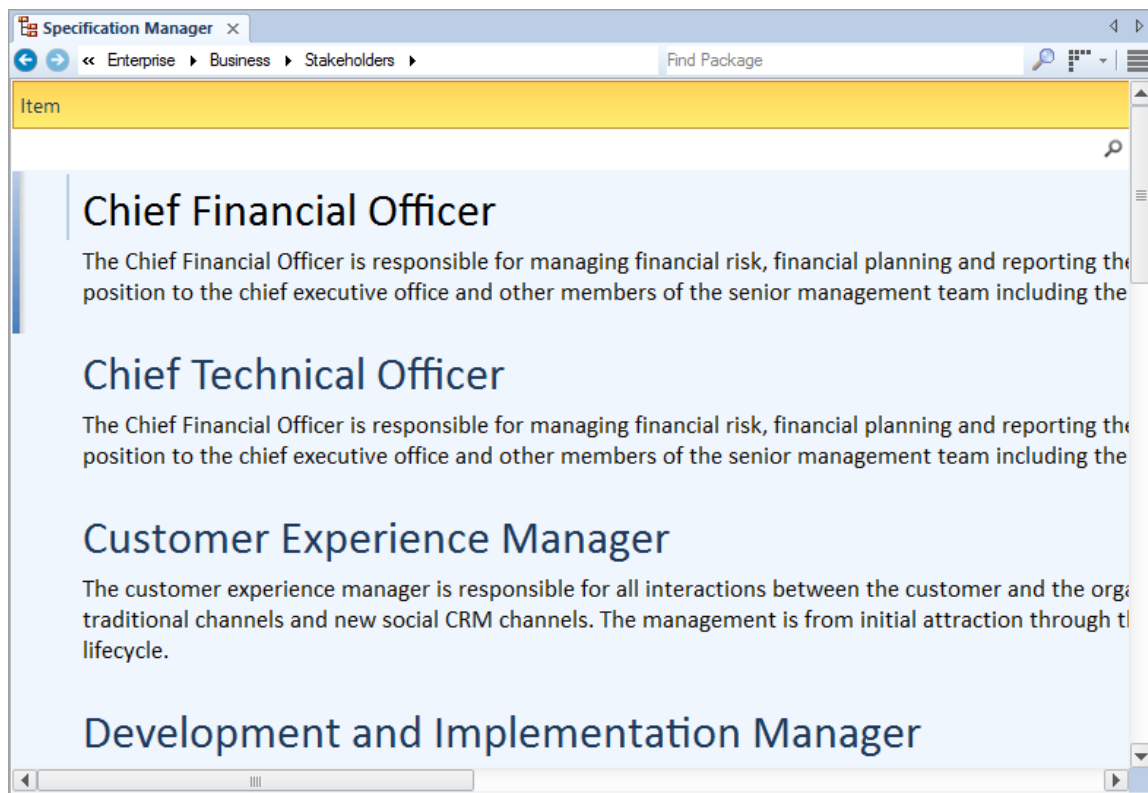 Specification Manager
« Enterprise Business Stakeholders Find Package
Item
Chief Financial Officer
The Chief Financial Officer is responsible for managing financial risk, financial planning and reporting the
position to the chief executive office and other members of the senior management team including the
Chief Technical Officer
The Chief Financial Officer is responsible for managing financial risk, financial planning and reporting the
position to the chief executive office and other members of the senior management team including the
Customer Experience Manager
The customer experience manager is responsible for all interactions between the customer and the
traditional channels and new social CRM channels. The management is from initial attraction through
lifecycle.
Development and Implementation Manager